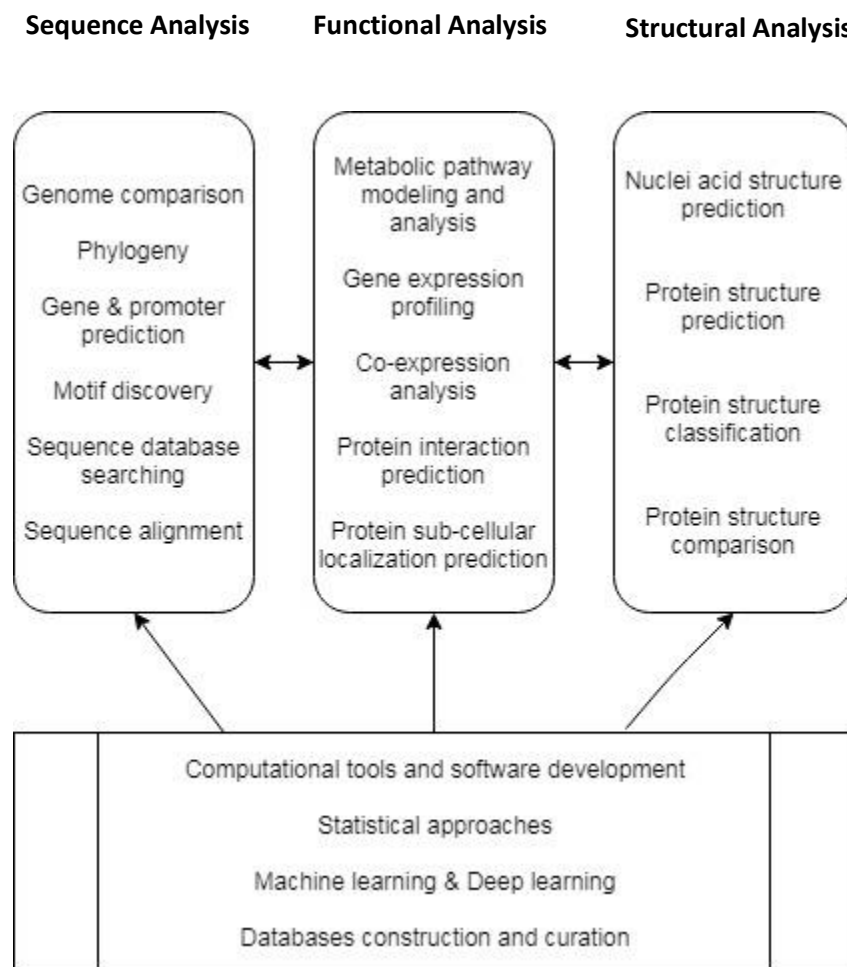 Sequence Analysis
Functional Analysis
Structural Analysis
Genome comparison
Phylogeny
Gene & promoter
prediction
Motif discovery
Sequence database
searching
Sequence alignment
Metabolic pathway
modeling and
analysis
Gene expression
profiling
Co-expression
analysis
Protein interaction
prediction
Protein sub-cellular
localization prediction
Nuclei acid structure
prediction
Protein structure
prediction
Protein structure
classification
Protein structure
comparison
Computational tools and software development
Statistical approaches
Machine learning & Deep learning
Databases construction and curation